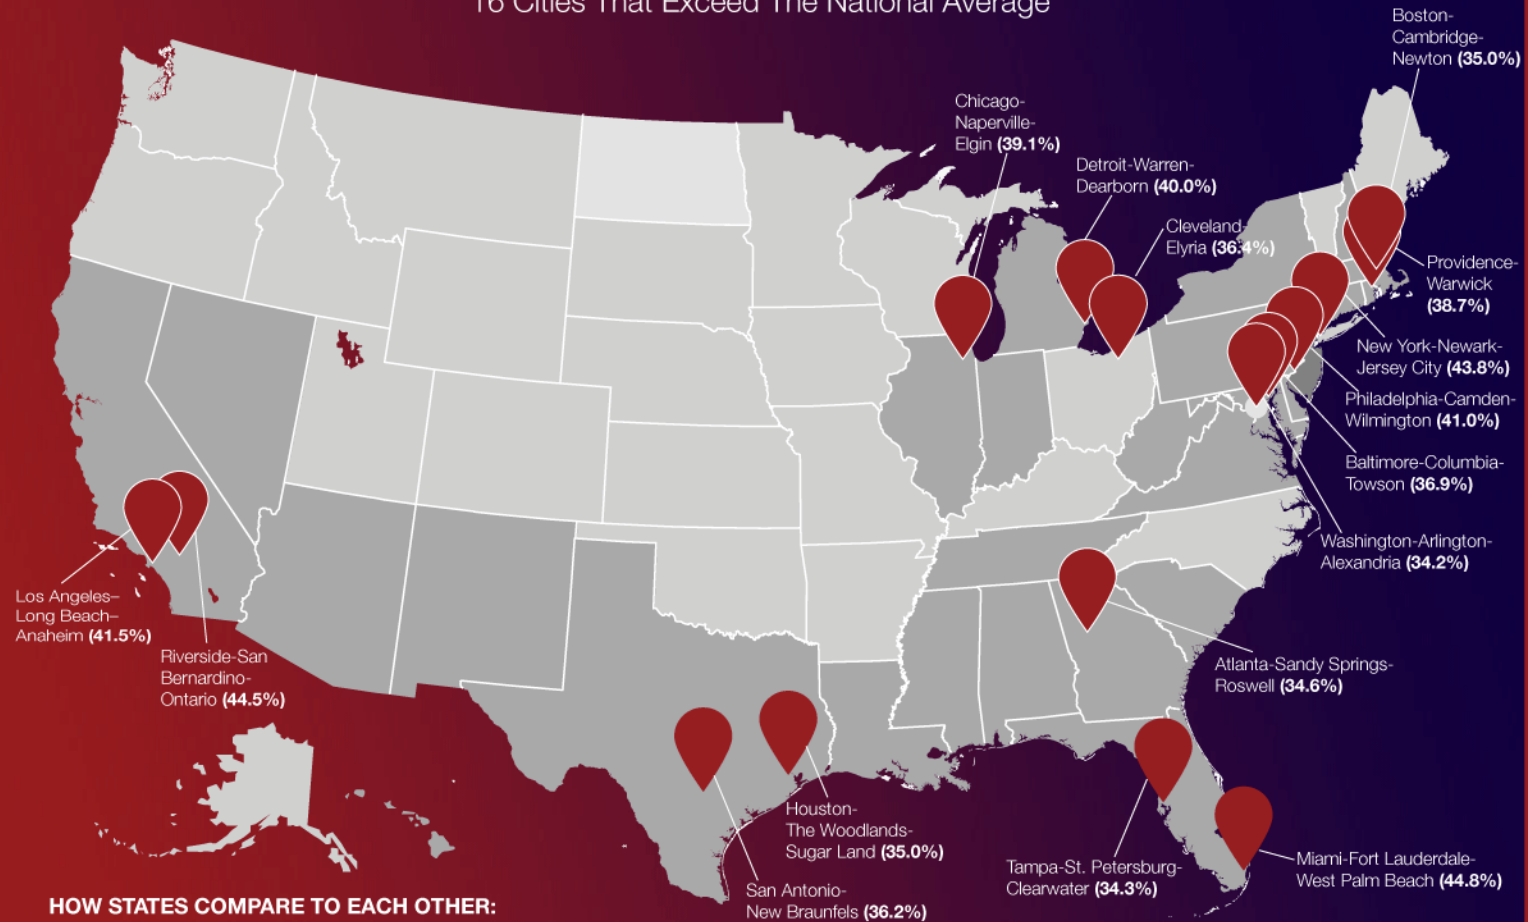 16 Cities That Exceed The National Average
Boston-
Cambridge-
Newton (35.0%)
Chicago-
Naperville-
Elgin (39.1%)
Detroit-Warren-
Dearborn (40.0%)
Cleveland-
Elyria (36.4%)
Providence-
Warwick
(38.7%)
New York-Newark-
Jersey City (43.8%)
Philadelphia-Camden-
Wilmington (41.0%)
Baltimore-Columbia-
Towson (36.9%)
Washington-Arlington-
Alexandria (34.2%)
Los Angeles–
Long Beach–
Anaheim (41.5%)
Riverside-San
Bernardino-
Ontario (44.5%)
Atlanta-Sandy Springs-
Roswell (34.6%)
Houston-
The Woodlands-
Sugar Land (35.0%)
San Antonio-
New Braunfels (36.2%)
Tampa-St. Petersburg-
Clearwater (34.3%)
Miami-Fort Lauderdale-
West Palm Beach (44.8%)
HOW STATES COMPARE TO EACH OTHER: